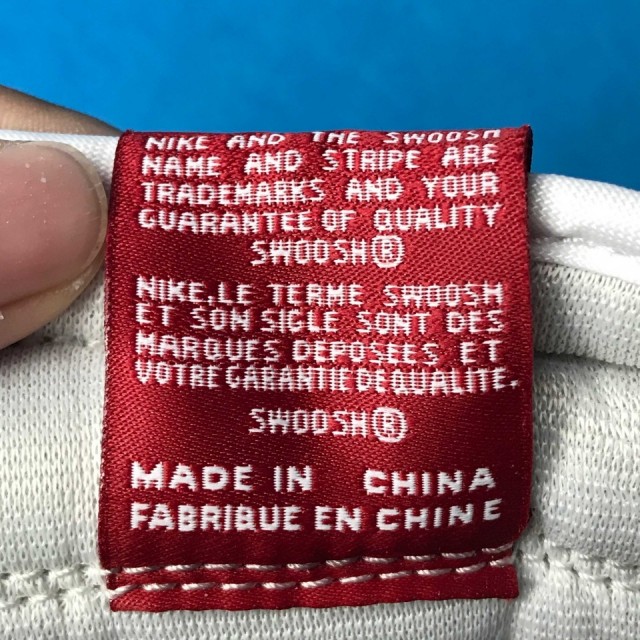 NIKE AND THE SWOOSH
NAME AND STRIPE ARE
TRADEMARKS AND YOUR
GUARANTEE OF QUALITY
SWOOSH®
NIKE, LE TERME SWOOSH
ET SON SIGLE SONT DES
MARQUES DEPOSLES ET
VOTRE GARANTIE DE QUALITE.
SWOOSH®
MADE IN CHINA
FABRIQUE EN CHINE